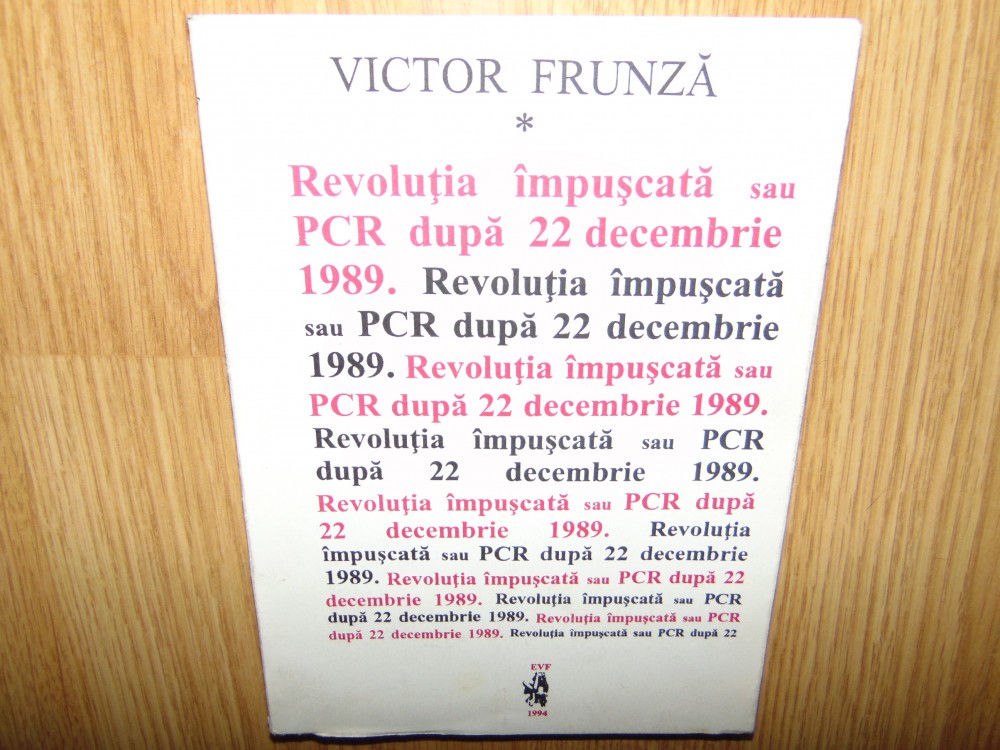 VICTOR FRUNZĂ
*
Revoluţia împuşcată sau
PCR după 22 decembrie
1989. Revoluţia împuşcată
sau PCR după 22 decembrie
1989. Revoluţia împuşcată sau
PCR după 22 decembrie 1989.
Revoluţia împuşcată sau PCR
după 22 decembrie 1989.
Revoluţia împuşcată sau PCR după
22 decembrie 1989. Revoluţia
împuşcată sau PCR după 22 decembrie
1989. Revoluţia împuşcată sau PCR după 22
decembrie 1989. Revoluţia împuşcată sau PCR
după 22 decembrie 1989. Revoluţia împuşcată sau PCR
după 22 decembrie 1989. Revoluţia împuşcată sau PCR după 22
EVF
1994